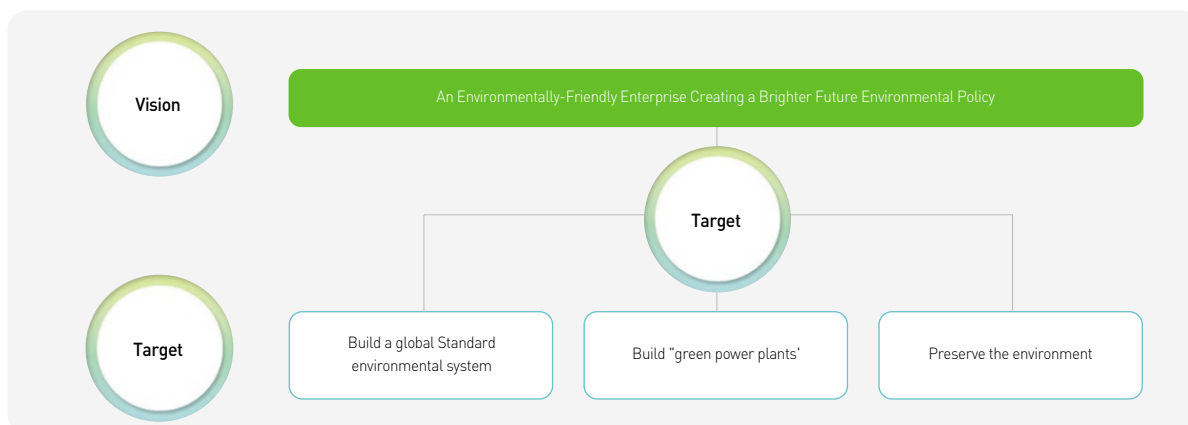 Vision
An Environmentally-Friendly Enterprise Creating a Brighter Future Environmental Policy
Target
Target
Build a global Standard
environmental system
Build “green power plants‘
Preserve the environment